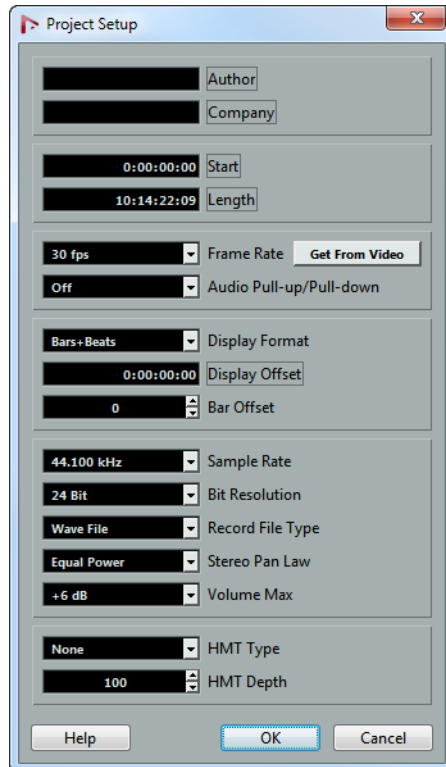 Project Setup
Author
Company
0:00:00:00 Start
10:14:22:09 Length
30 fps Frame Rate Get From Video
Off Audio Pull-up/Pull-down
Bars+Beats Display Format
0:00:00:00 Display Offset
0 Bar Offset
44.100 kHz Sample Rate
24 Bit Bit Resolution
Wave File Record File Type
Equal Power Stereo Pan Law
+6 dB Volume Max
None HMT Type
100 HMT Depth
Help OK Cancel